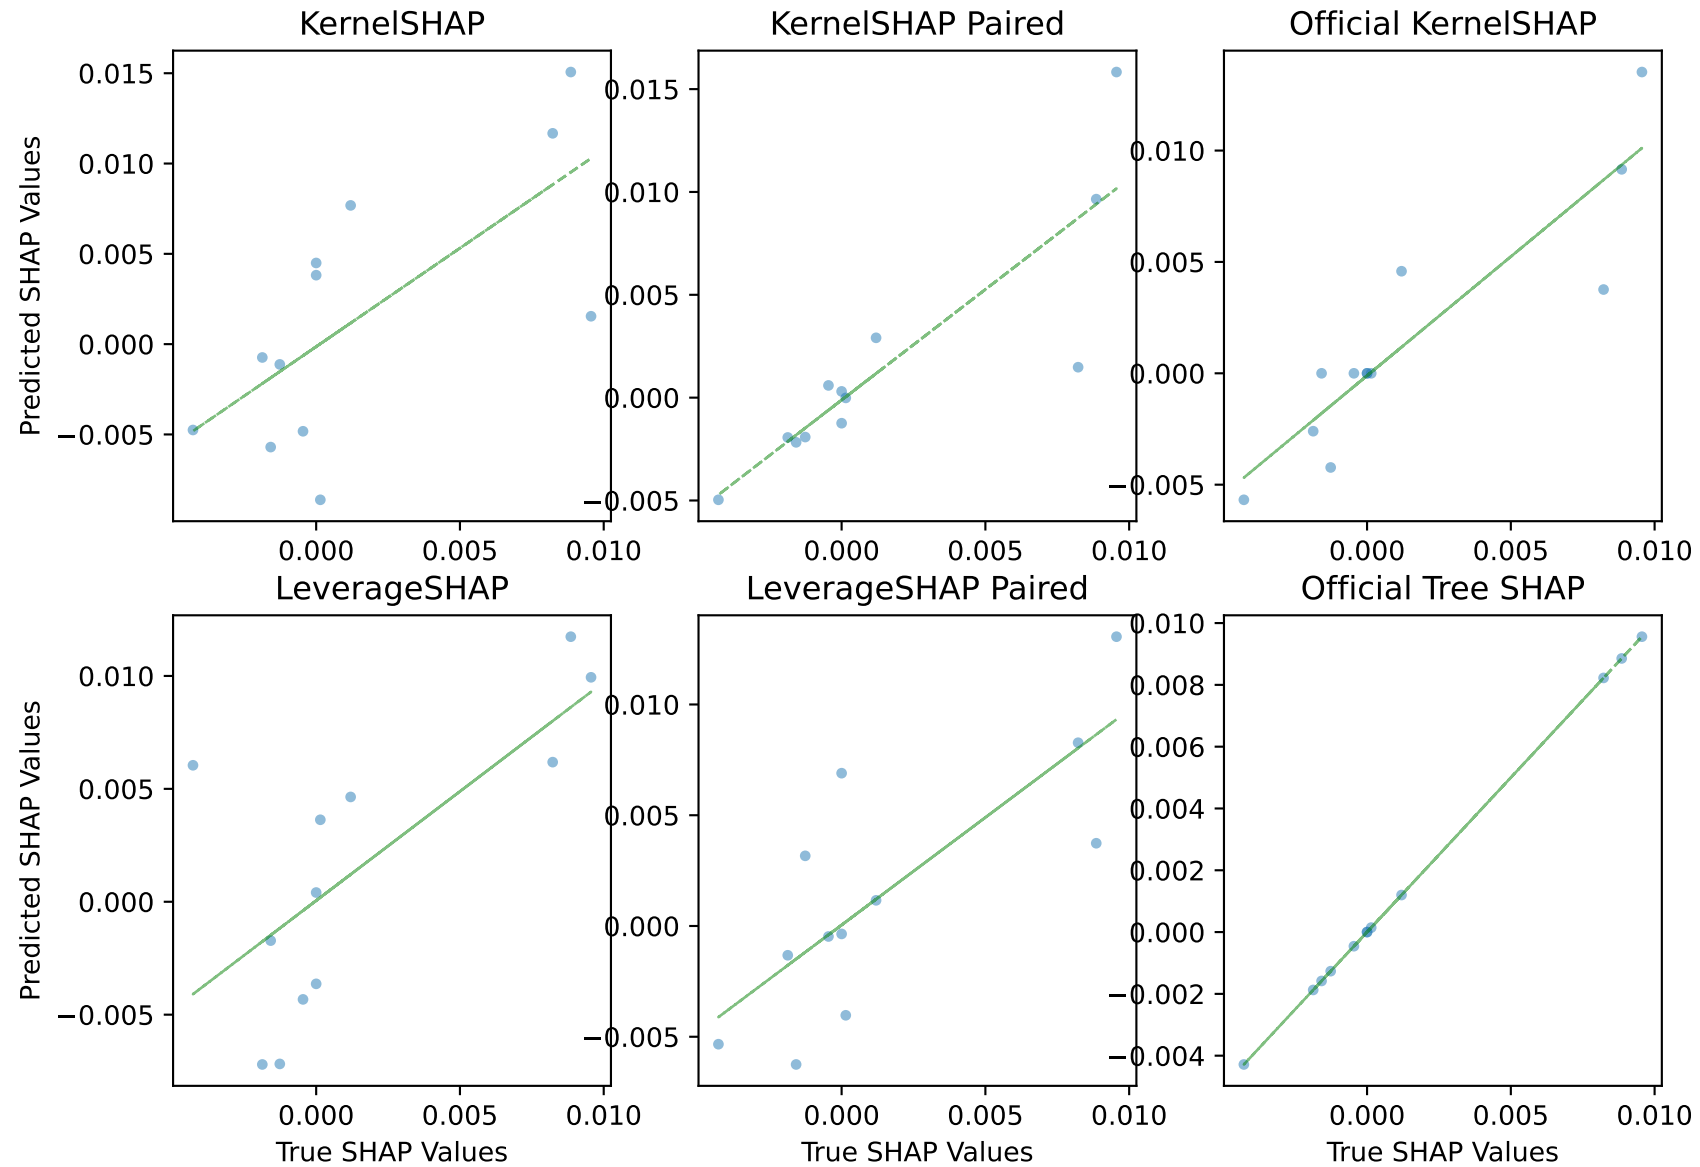 KernelSHAP
KernelSHAP Paired
Official KernelSHAP
Predicted SHAP Values
0.015
0.010
0.005
0.000
−0.005
0.000 0.005 0.010
0.015
0.010
0.005
0.000
−0.005
0.000 0.005 0.010
0.010
0.005
0.000
−0.005
0.000 0.005 0.010
LeverageSHAP
LeverageSHAP Paired
Official Tree SHAP
Predicted SHAP Values
0.010
0.005
0.000
−0.005
0.000 0.005 0.010
True SHAP Values
0.010
0.005
0.000
−0.005
0.000 0.005 0.010
True SHAP Values
0.010
0.008
0.006
0.004
0.002
0.000
−0.002
−0.004
0.000 0.005 0.010
True SHAP Values